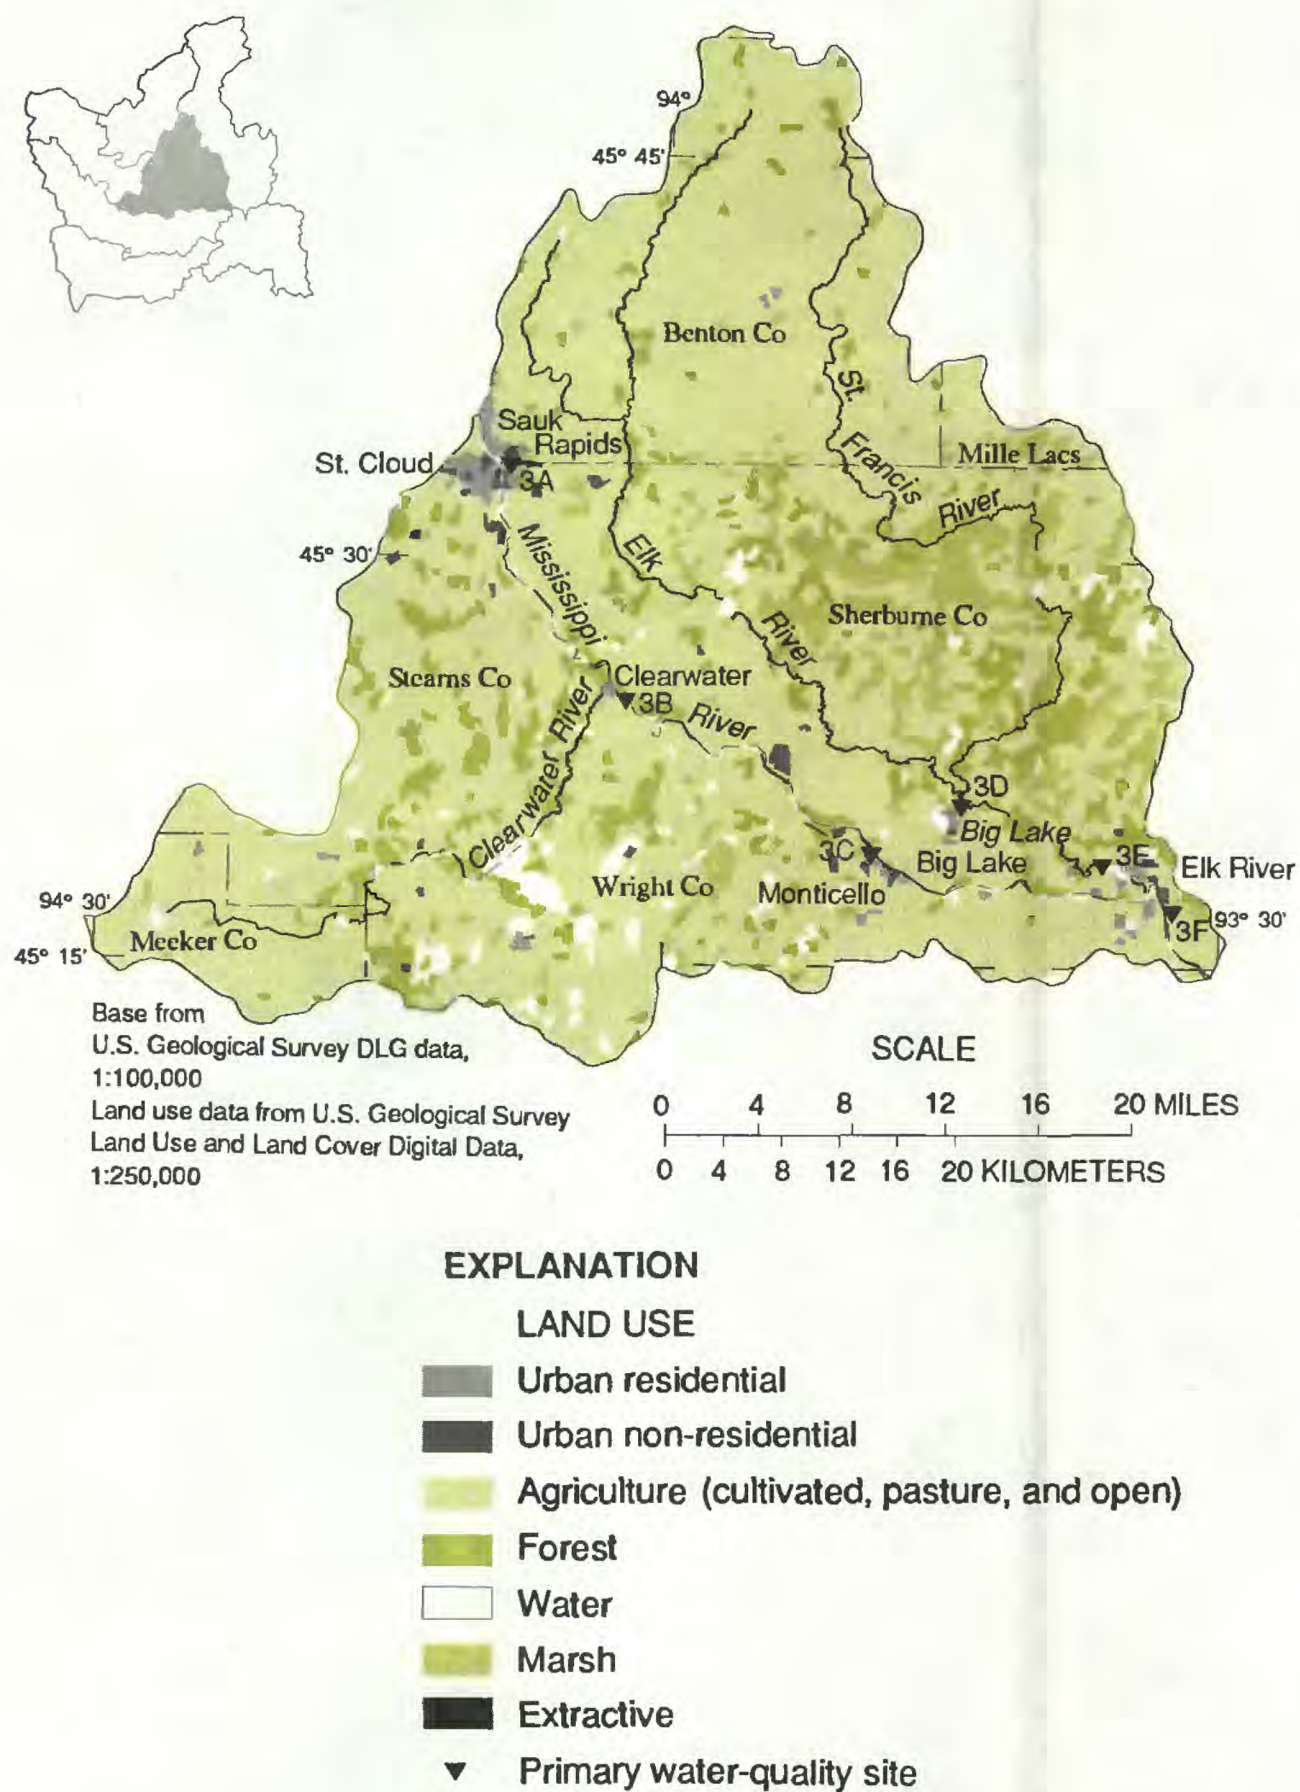 94°
45° 45'
Benton Co
St.
Francis
River
Sauk
Rapids
St. Cloud
3A
Mille Lacs
45° 30'
Mississippi
Elk
River
Sherburne Co
Stearns Co
Clearwater
3B
River
Clearwater River
3D
Big Lake
3C
Big Lake
3E
Elk River
Monticello
Wright Co
94° 30'
Meeker Co
45° 15'
3F
93° 30'
Base from
U.S. Geological Survey DLG data,
1:100,000
Land use data from U.S. Geological Survey
Land Use and Land Cover Digital Data,
1:250,000
SCALE
0 4 8 12 16 20 MILES
0 4 8 12 16 20 KILOMETERS
EXPLANATION
LAND USE
Urban residential
Urban non-residential
Agriculture (cultivated, pasture, and open)
Forest
Water
Marsh
Extractive
Primary water-quality site